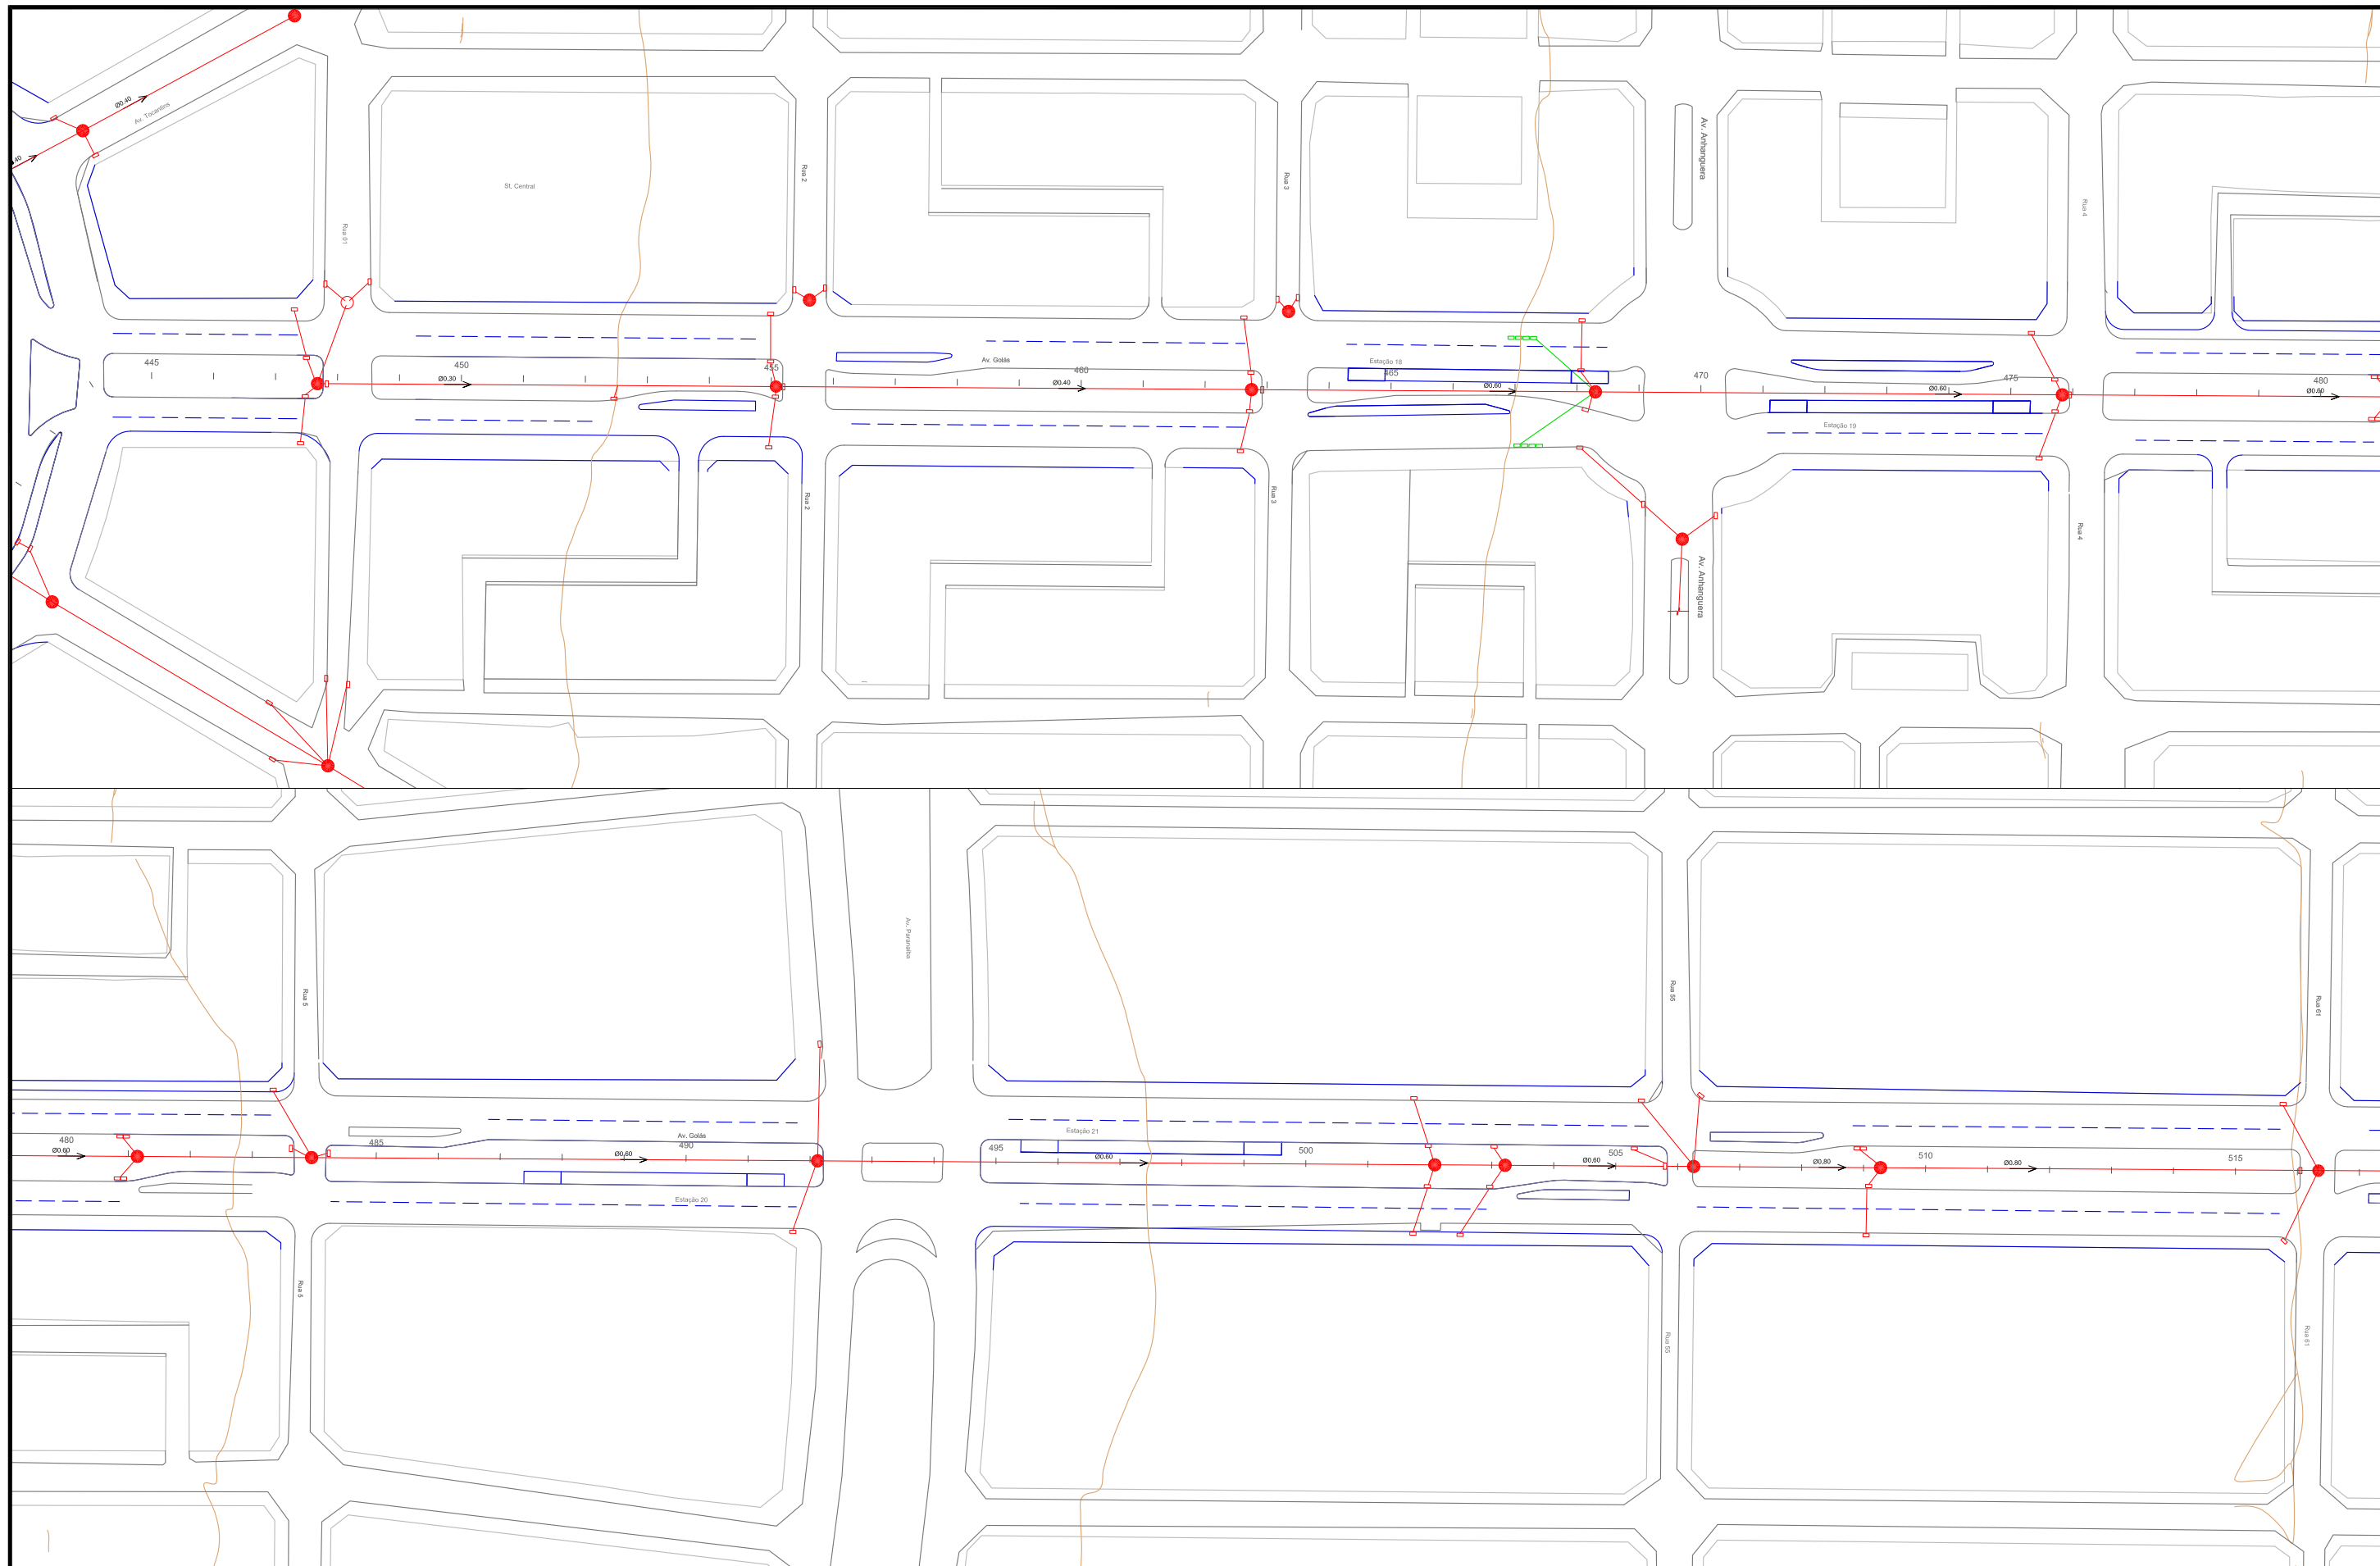 Ø0.40
Av. Tocantins
40
St. Central
Rua 01
Rua 2
Rua 3
Av. Anhanguera
Rua 4
445
450
455
460
465
470
475
480
Ø0,30
Av. Goiás
Ø0.40
Estação 18
Ø0.60
Ø0.60
Ø0.60
Estação 19
Rua 2
Rua 3
Av. Anhanguera
Rua 4
Av. Paranaíba
Rua 5
Rua 55
Rua 61
480
485
Av. Goiás
490
Estação 21
495
500
505
510
515
Ø0.60
Ø0,60
Ø0.60
Ø0,60
Ø0,80
Ø0.80
Estação 20
Rua 5
Rua 55
Rua 61